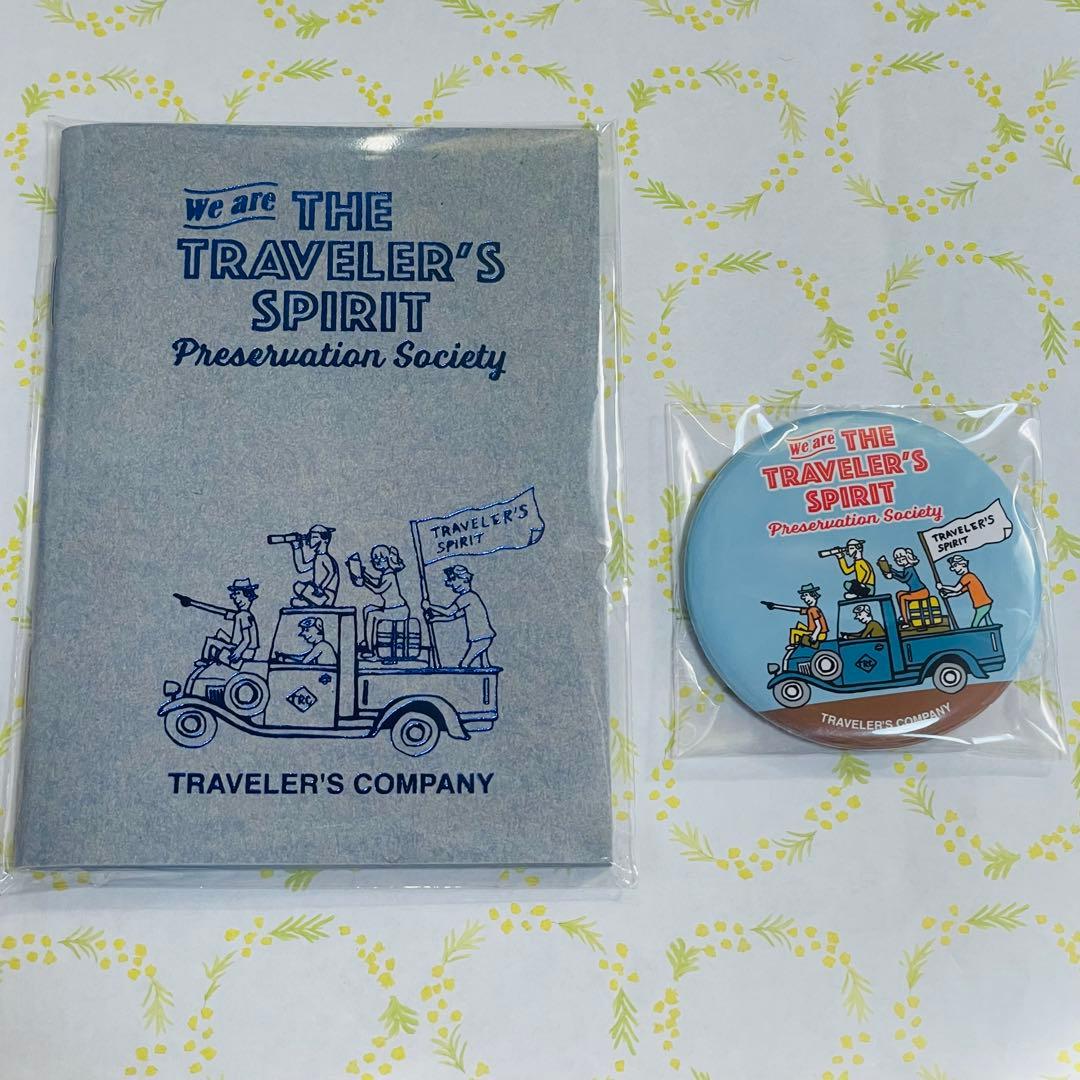 We are THE
TRAVELER'S
SPIRIT
Preservation Society
TRAVELER'S
SPIRIT
TRC
TRAVELER'S COMPANY
We are THE
TRAVELER'S
SPIRIT
Preservation Society
TRAVELER'S
SPIRIT
TRC
TRAVELER'S COMPANY